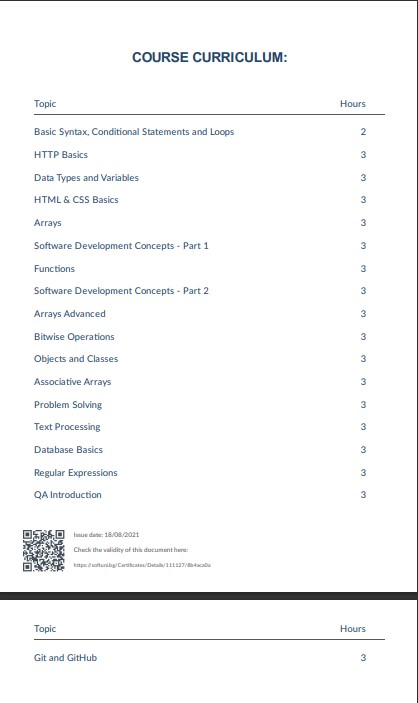 COURSE CURRICULUM:
Topic Hours
Basic Syntax, Conditional Statements and Loops 2
HTTP Basics 3
Data Types and Variables 3
HTML & CSS Basics 3
Arrays 3
Software Development Concepts - Part 1 3
Functions 3
Software Development Concepts - Part 2 3
Arrays Advanced 3
Bitwise Operations 3
Objects and Classes 3
Associative Arrays 3
Problem Solving 3
Text Processing 3
Database Basics 3
Regular Expressions 3
QA Introduction 3
Issue date: 18/08/2021
Check the validity of this document here:
https://softuni.bg/Certificates/Details/111127/8b4aca0a
Topic Hours
Git and GitHub 3